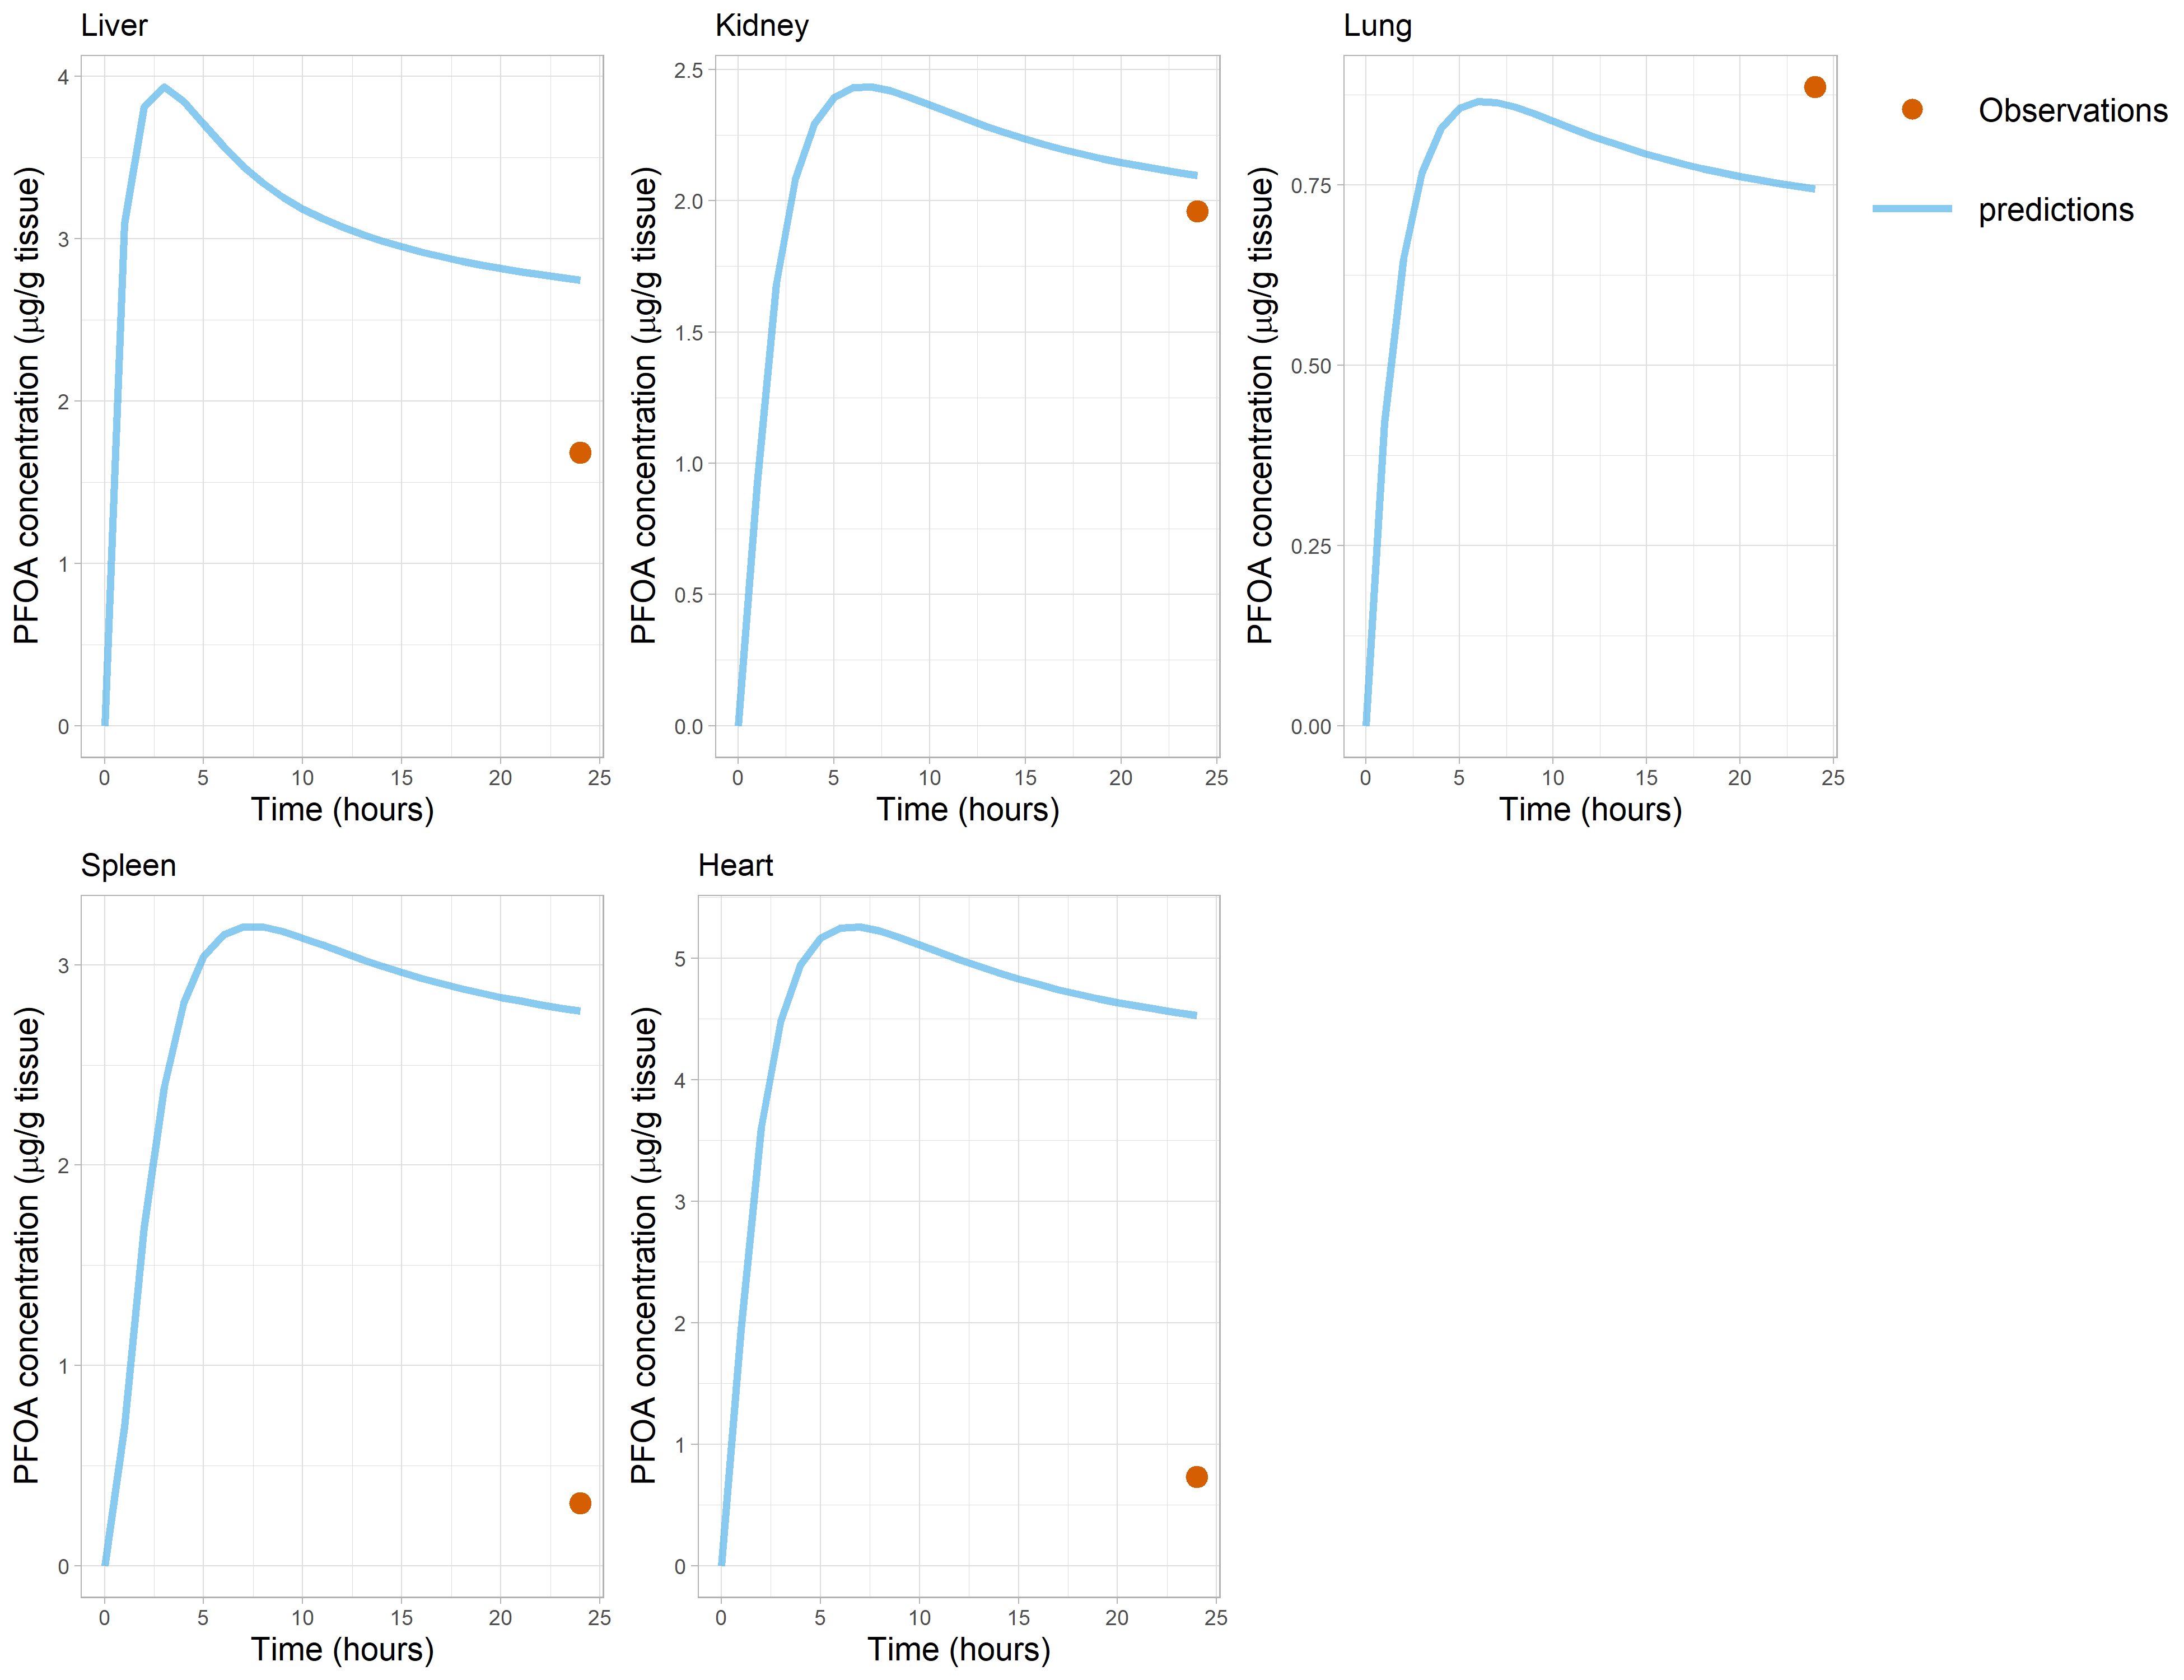 Liver
PFOA concentration (μg/g tissue)
4
3
2
1
0
0 5 10 15 20 25
Time (hours)
Kidney
PFOA concentration (μg/g tissue)
2.5
2.0
1.5
1.0
0.5
0.0
0 5 10 15 20 25
Time (hours)
Lung
PFOA concentration (μg/g tissue)
0.75
0.50
0.25
0.00
0 5 10 15 20 25
Time (hours)
Observations
predictions
Spleen
PFOA concentration (μg/g tissue)
3
2
1
0
0 5 10 15 20 25
Time (hours)
Heart
PFOA concentration (μg/g tissue)
5
4
3
2
1
0
0 5 10 15 20 25
Time (hours)